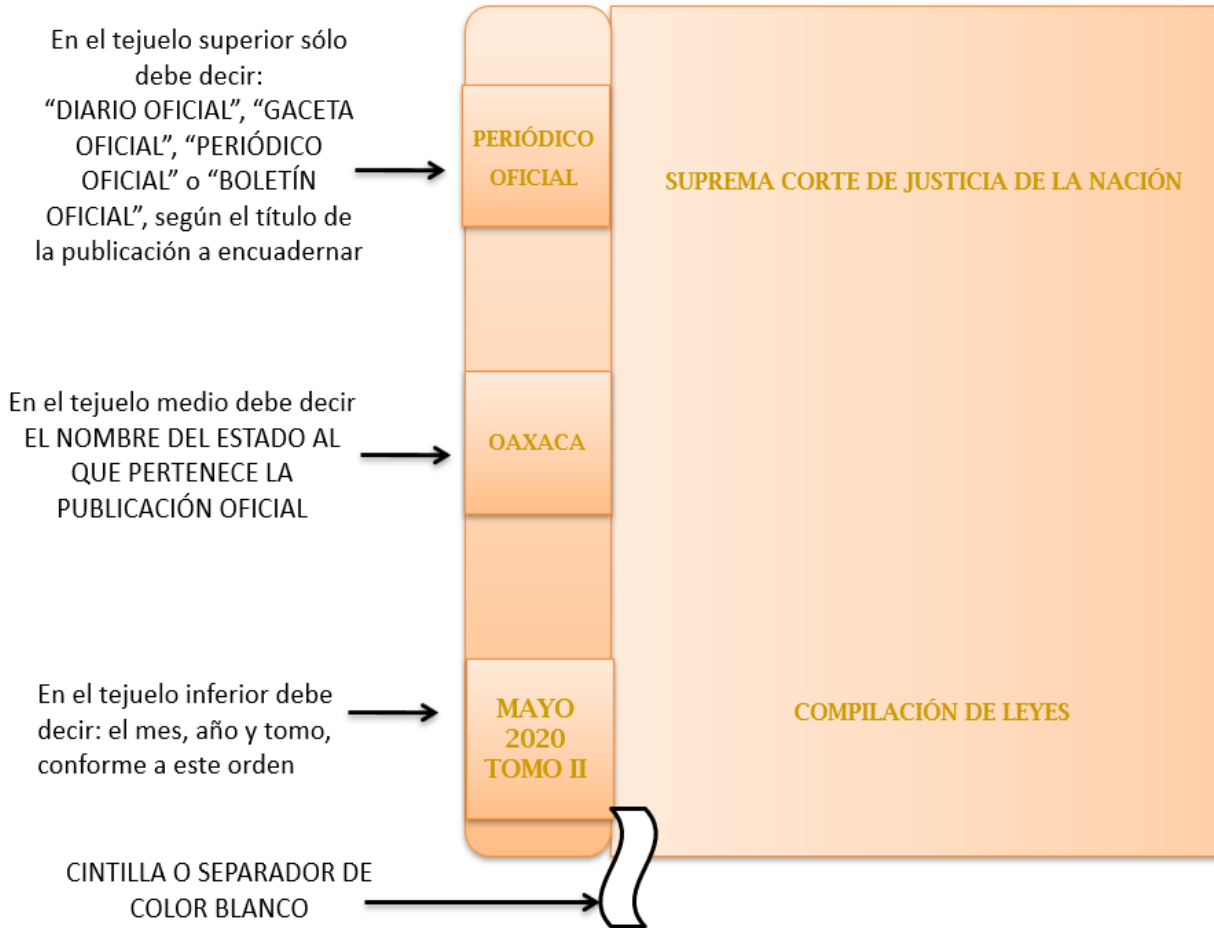 En el tejuelo superior sólo
debe decir:
“DIARIO OFICIAL”, “GACETA
OFICIAL”, “PERIÓDICO
OFICIAL” o “BOLETÍN
OFICIAL”, según el título de
la publicación a encuadernar
PERIÓDICO
OFICIAL
SUPREMA CORTE DE JUSTICIA DE LA NACIÓN
En el tejuelo medio debe decir
EL NOMBRE DEL ESTADO AL
QUE PERTENECE LA
PUBLICACIÓN OFICIAL
OAXACA
En el tejuelo inferior debe
decir: el mes, año y tomo,
conforme a este orden
MAYO
2020
TOMO II
COMPILACIÓN DE LEYES
CINTILLA O SEPARADOR DE
COLOR BLANCO